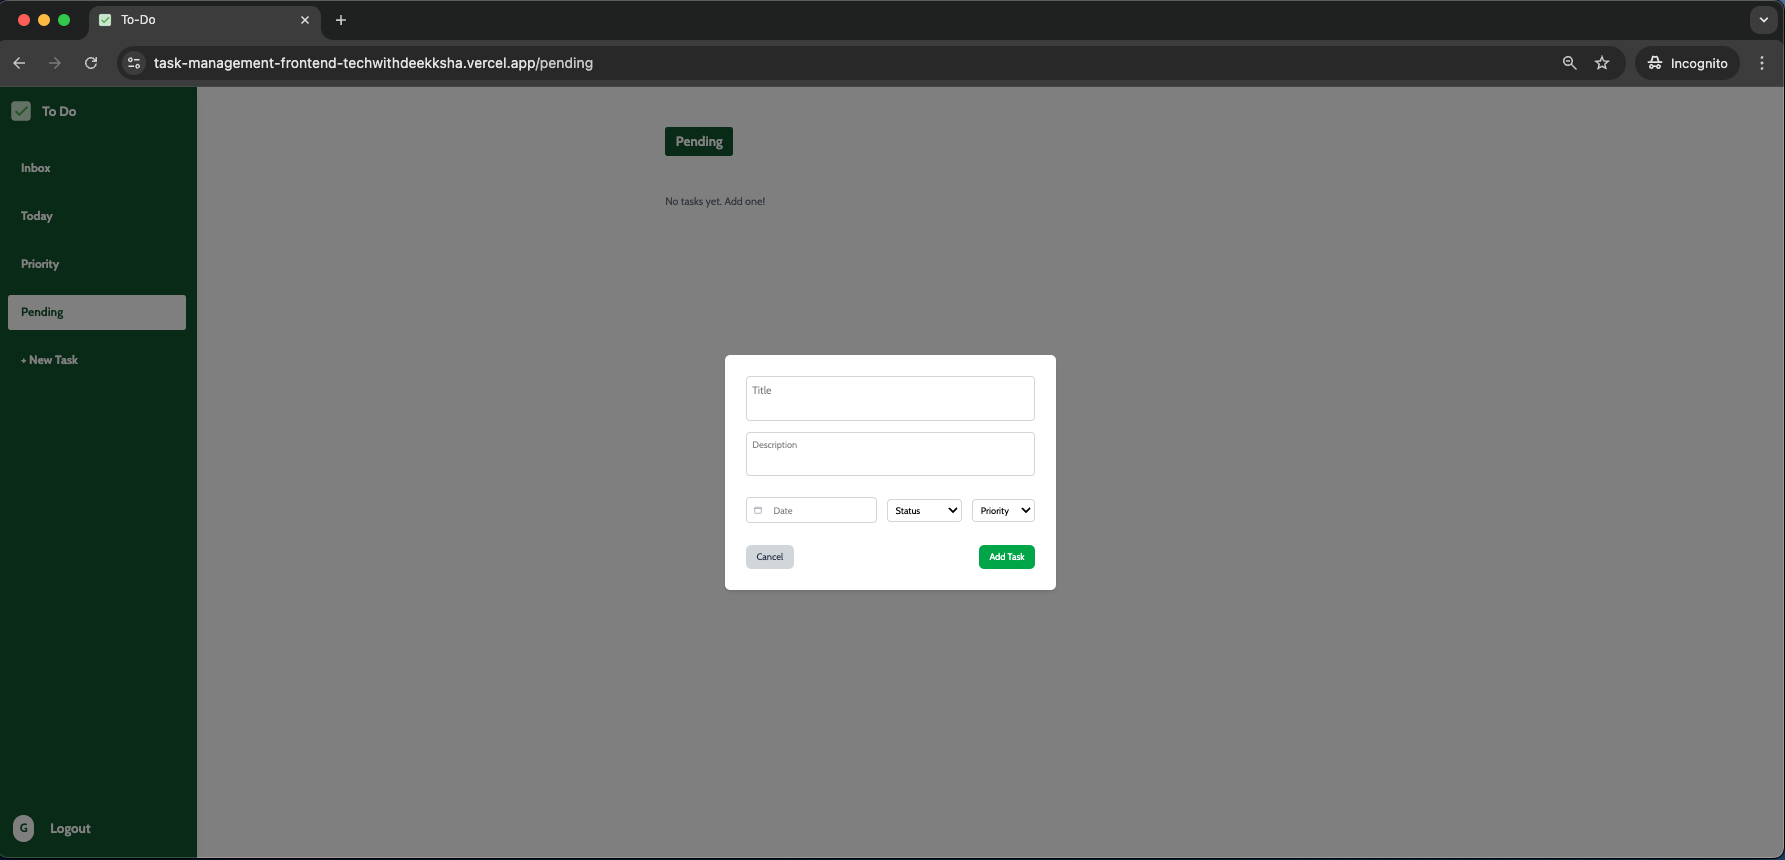 To-Do
task-management-frontend-techwithdeekksha.vercel.app/pending
Incognito
To Do
Inbox
Today
Priority
Pending
+ New Task
G Logout
Pending
No tasks yet. Add one!
Title
Description
Date Status Priority
Cancel Add Task